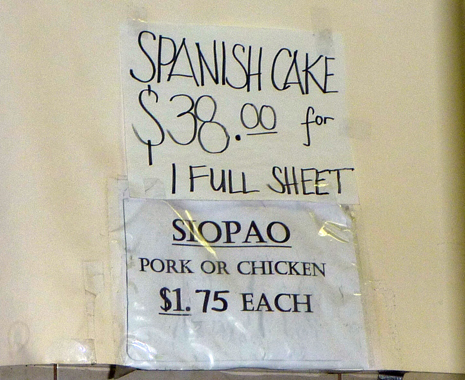 SPANISH CAKE
$38.00 for
1 FULL SHEET
SIOPAO
PORK OR CHICKEN
$1.75 EACH